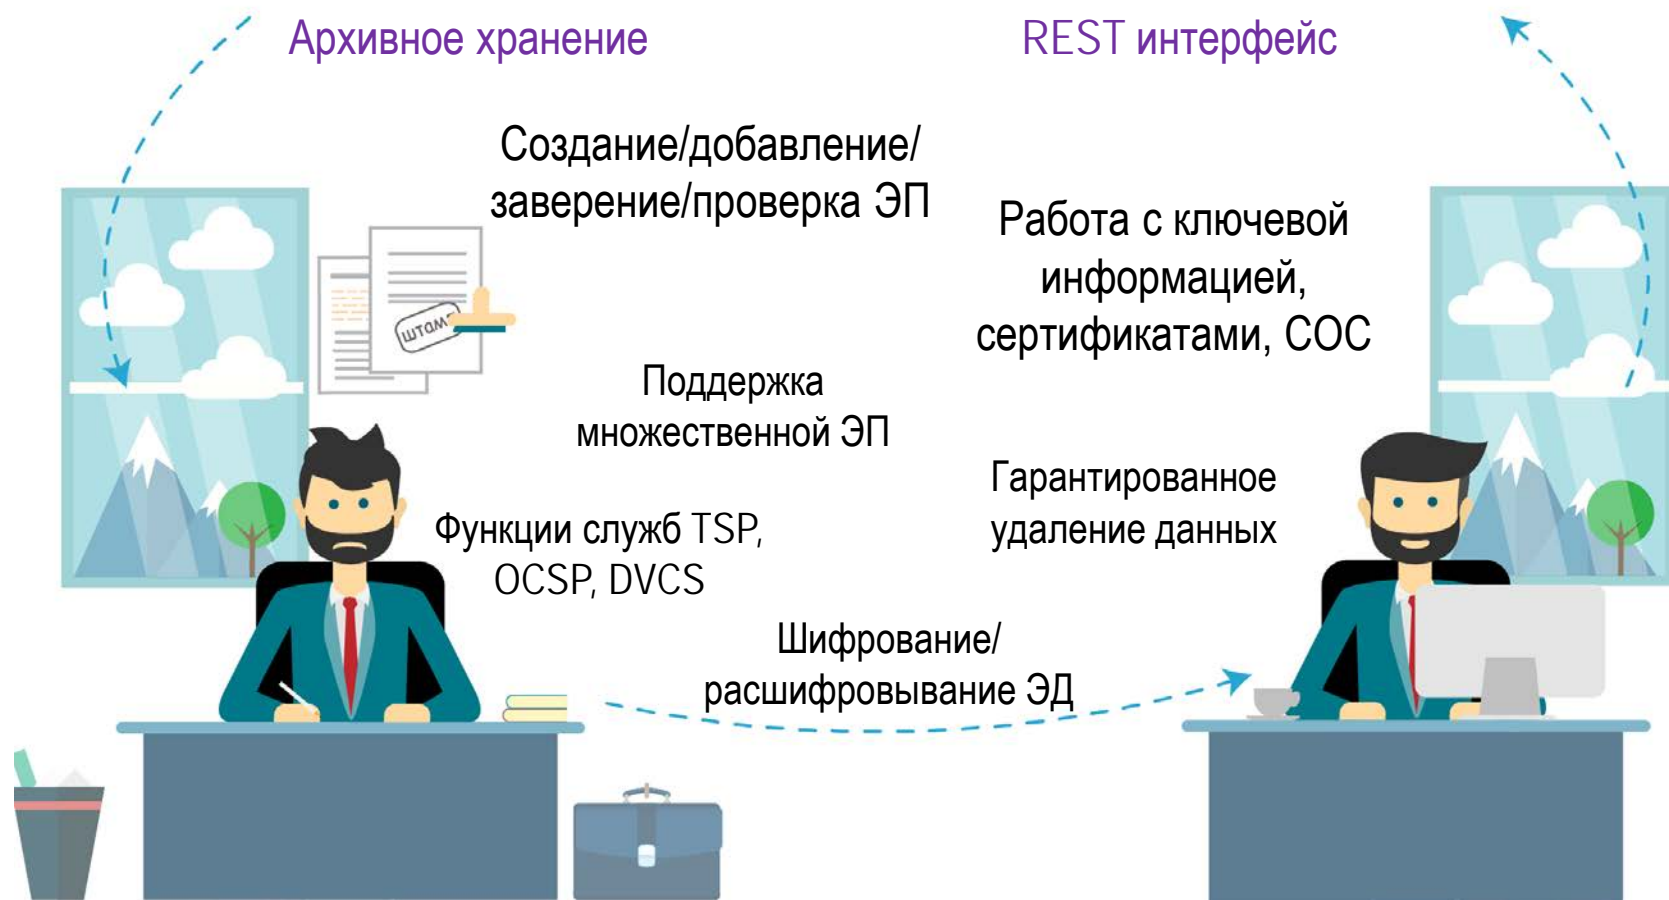 Архивное хранение
REST интерфейс
Создание/добавление/
заверение/проверка ЭП
Работа с ключевой
информацией,
сертификатами, СОС
штамп
Поддержка
множественной ЭП
Гарантированное
удаление данных
Функции служб TSP,
OCSP, DVCS
Шифрование/
расшифровывание ЭД